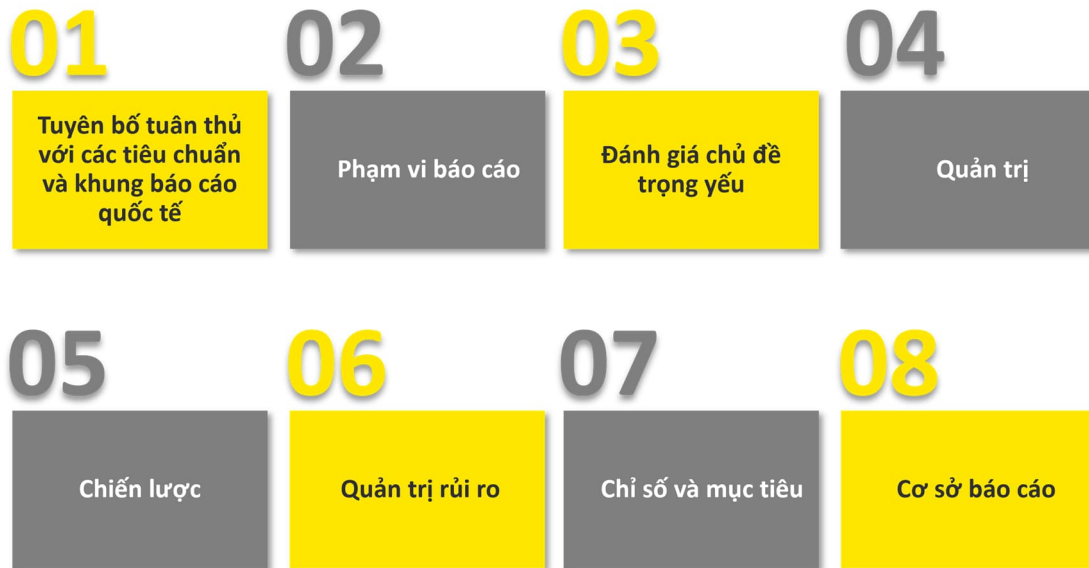 01
Tuyên bố tuân thủ
với các tiêu chuẩn
và khung báo cáo
quốc tế
02
Phạm vi báo cáo
03
Đánh giá chủ đề
trọng yếu
04
Quản trị
05
Chiến lược
06
Quản trị rủi ro
07
Chỉ số và mục tiêu
08
Cơ sở báo cáo